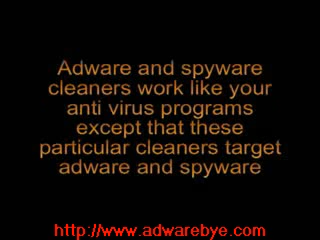 Adware and spyware
cleaners work like your
anti virus programs
except that these
particular cleaners target
adware and spyware
http://www.adwarebye.com